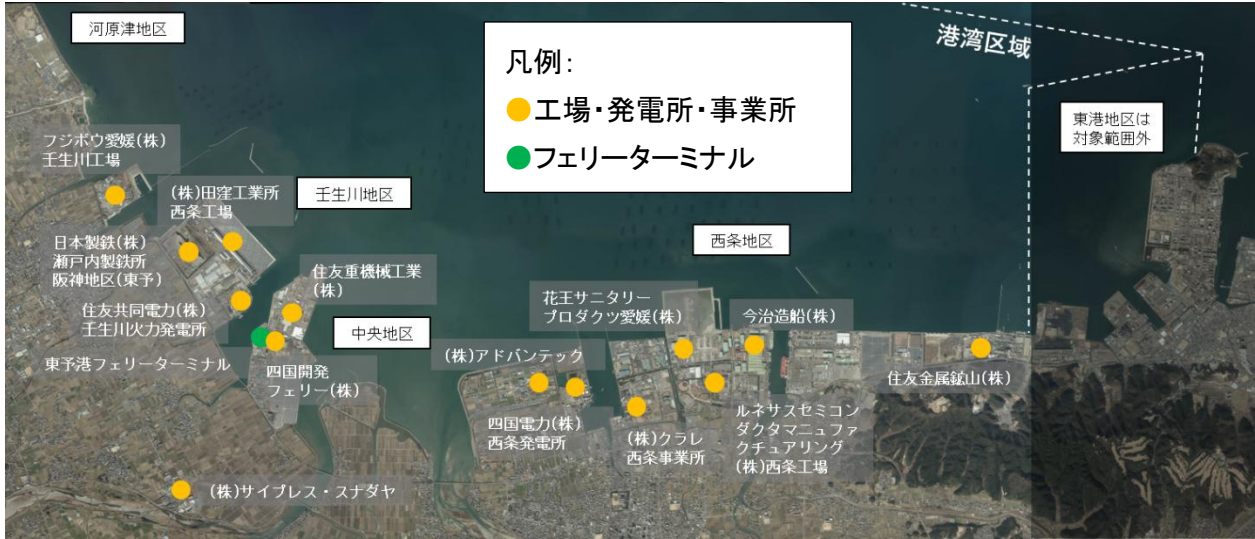 河原津地区
凡例:
工場・発電所・事業所
フェリーターミナル
港湾区域
東港地区は
対象範囲外
フジボウ愛媛(株)
壬生川工場
(株)田窪工業所
西条工場
壬生川地区
西条地区
日本製鉄(株)
瀬戸内製鉄所
阪神地区(東予)
住友重機械工業
(株)
住友共同電力(株)
壬生川火力発電所
中央地区
花王サニタリー
プロダクツ愛媛(株)
今治造船(株)
東予港フェリーターミナル
四国開発
フェリー(株)
(株)アドバンテック
住友金属鉱山(株)
四国電力(株)
西条発電所
(株)クラレ
西条事業所
ルネサスセミコン
ダクタマニュファ
クチュアリング
(株)西条工場
(株)サイプレス・スナダヤ